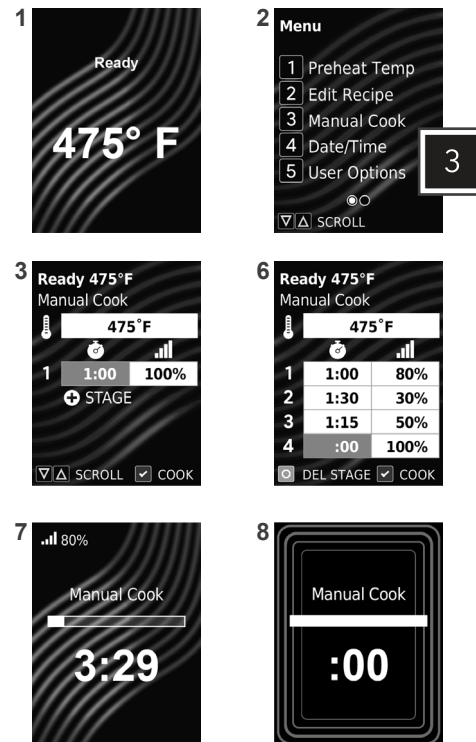 1
Ready
475° F
2
Menu
1 Preheat Temp
2 Edit Recipe
3 Manual Cook
4 Date/Time
5 User Options
SCROLL
3
3
Ready 475°F
Manual Cook
475°F
1 1:00 100%
STAGE
SCROLL COOK
6
Ready 475°F
Manual Cook
475°F
1 1:00 80%
2 1:30 30%
3 1:15 50%
4 :00 100%
DEL STAGE COOK
7
80%
Manual Cook
3:29
8
Manual Cook
:00